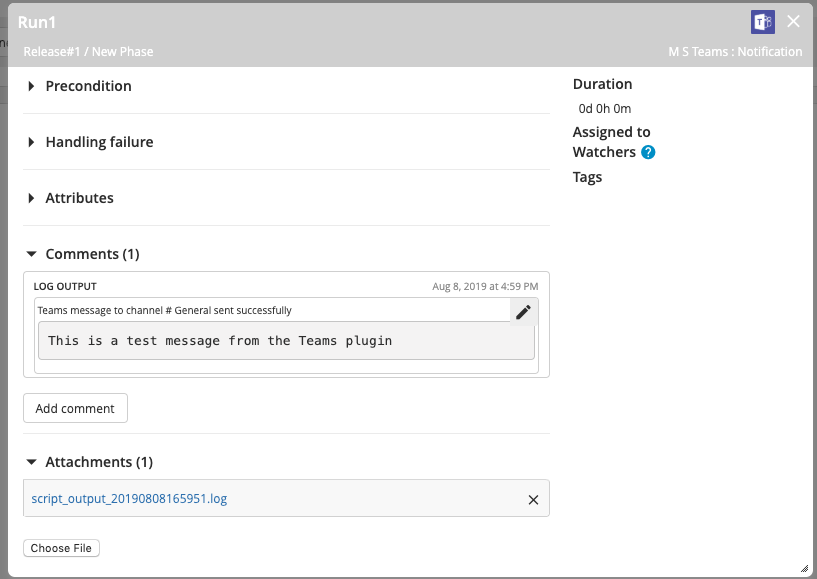 Run1
Release#1 / New Phase
M S Teams : Notification
Precondition
Handling failure
Attributes
Comments (1)
LOG OUTPUT
Aug 8, 2019 at 4:59 PM
Teams message to channel # General sent successfully
This is a test message from the Teams plugin
Add comment
Attachments (1)
script_output_20190808165951.log
Choose File
Duration
0d 0h 0m
Assigned to
Watchers ?
Tags